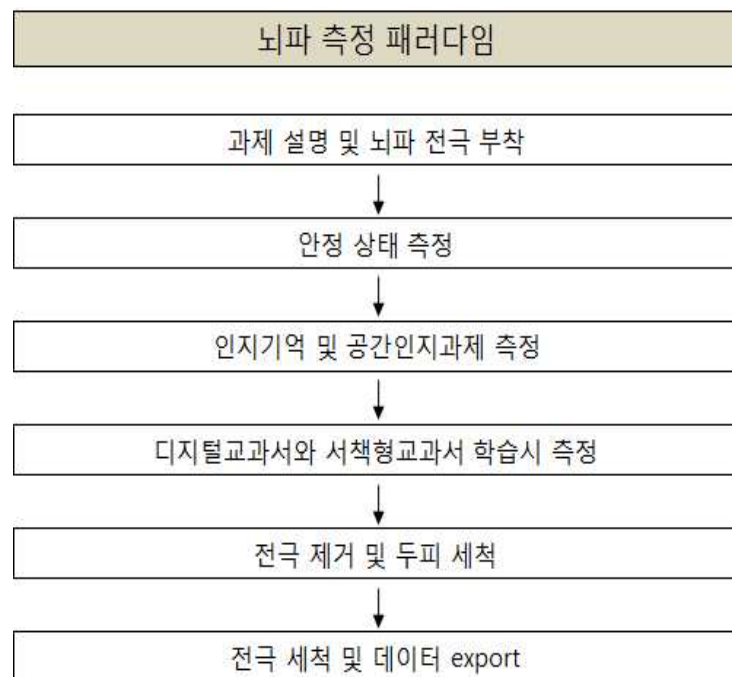 뇌파 측정 패러다임
과제 설명 및 뇌파 전극 부착
안정 상태 측정
인지기억 및 공간인지과제 측정
디지털교과서와 서책형교과서 학습시 측정
전극 제거 및 두피 세척
전극 세척 및 데이터 export